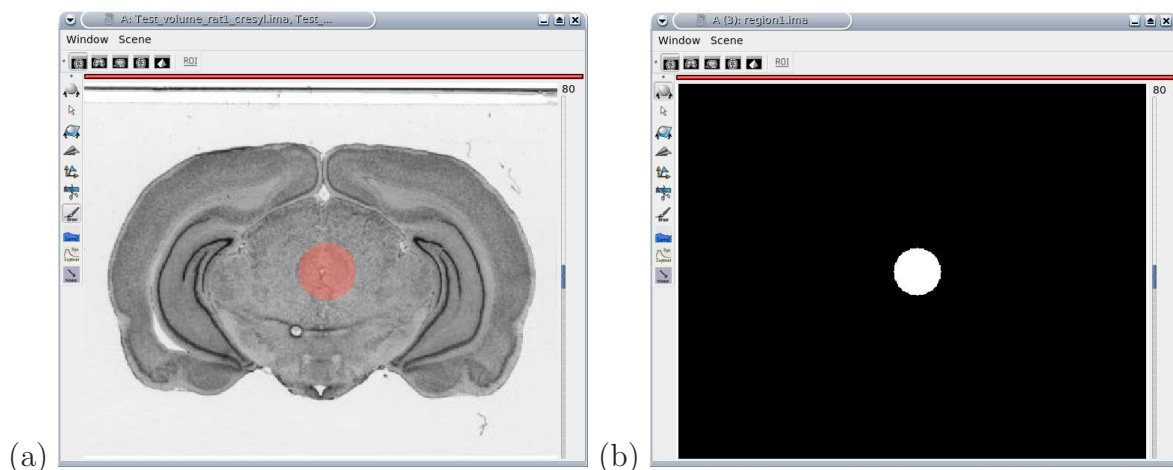 A: Test_volume_rat1_cresyl.ima, Test_...
Window Scene
ROI
80
(a)
A (3): region1.ima
Window Scene
ROI
80
(b)